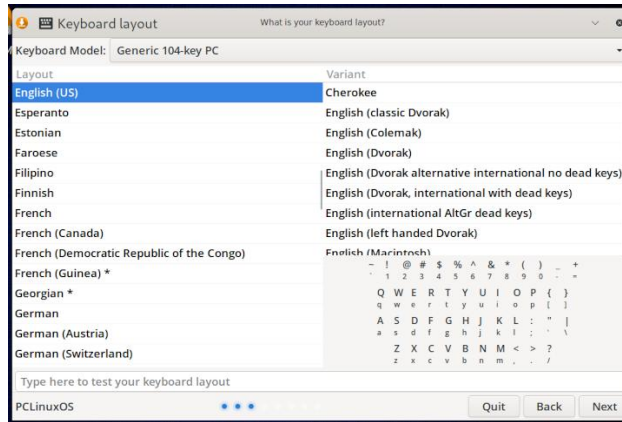 Keyboard layout
What is your keyboard layout?
Keyboard Model: Generic 104-key PC
Layout Variant
English (US) Cherokee
Esperanto English (classic Dvorak)
Estonian English (Colemak)
Faroese English (Dvorak)
Filipino English (Dvorak alternative international no dead keys)
Finnish English (Dvorak, international with dead keys)
French English (international AltGr dead keys)
French (Canada) English (left handed Dvorak)
French (Democratic Republic of the Congo) English (Macintosh)
French (Guinea) *
Georgian *
German
German (Austria)
German (Switzerland)
~ ! @ # $ % ^ & * ( ) _ +
` 1 2 3 4 5 6 7 8 9 0 - =
Q W E R T Y U I O P { }
q w e r t y u i o p [ ]
A S D F G H J K L : " |
a s d f g h j k l ; ' \
Z X C V B N M < > ?
z x c v b n m , . /
Type here to test your keyboard layout
PCLinuxOS
Quit Back Next